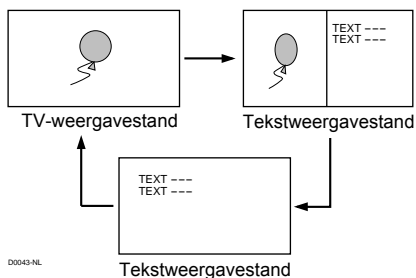 TEXT ---
TEXT ---
TV-weergavestand
Tekstweergavestand
TEXT ---
TEXT ---
D0043-NL
Tekstweergavestand